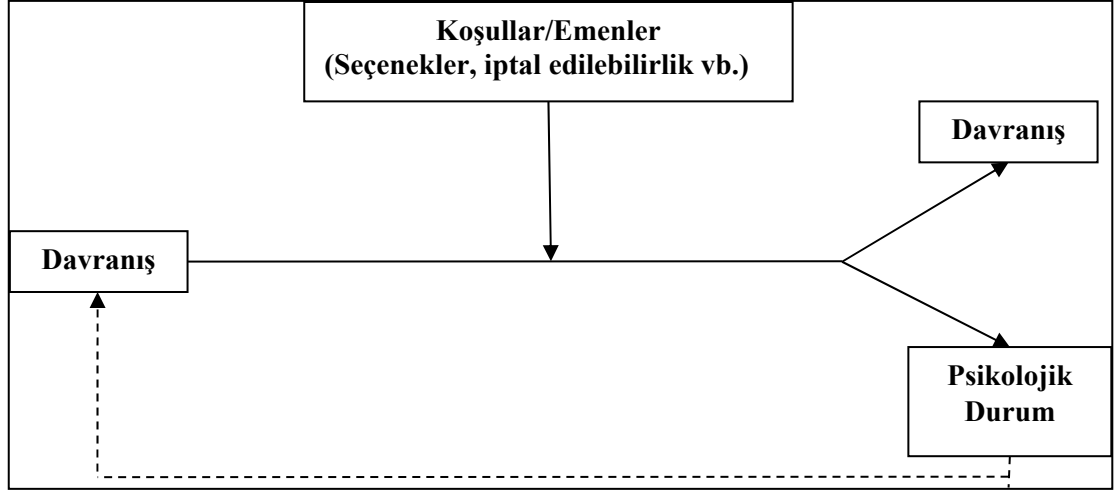 Koşullar/Emenler
(Seçenekler, iptal edilebilirlik vb.)
Davranış
Davranış
Psikolojik
Durum